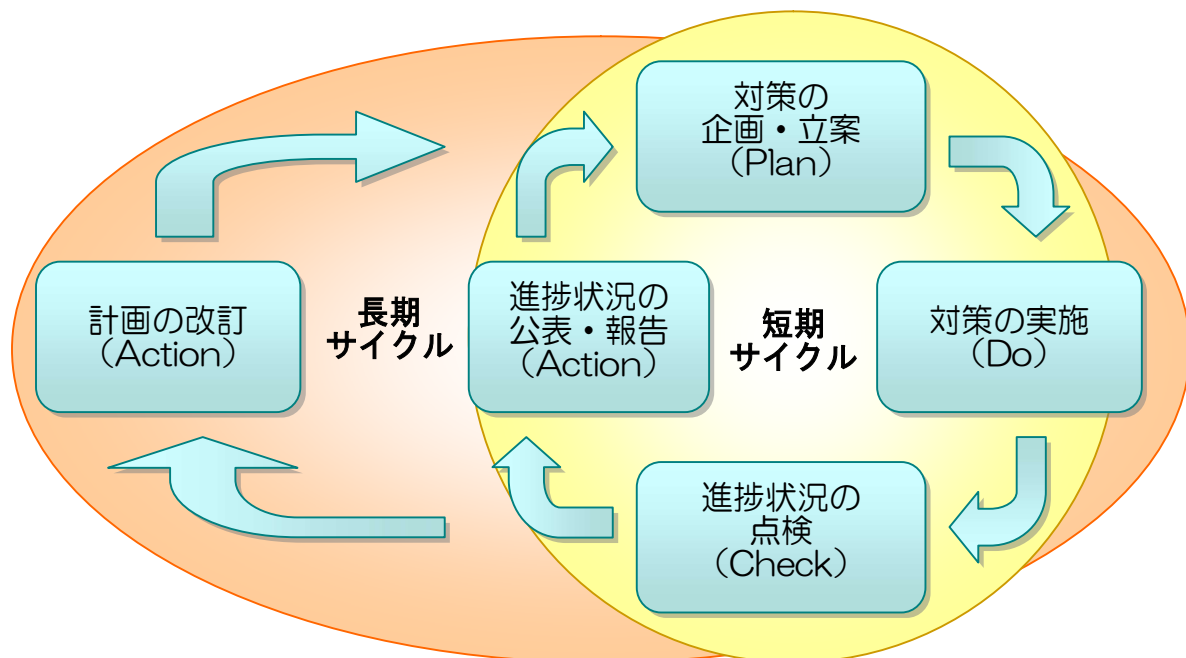 対策の
企画・立案
（Plan）
計画の改訂
（Action）
長期
サイクル
進捗状況の
公表・報告
（Action）
短期
サイクル
対策の実施
（Do）
進捗状況の
点検
（Check）